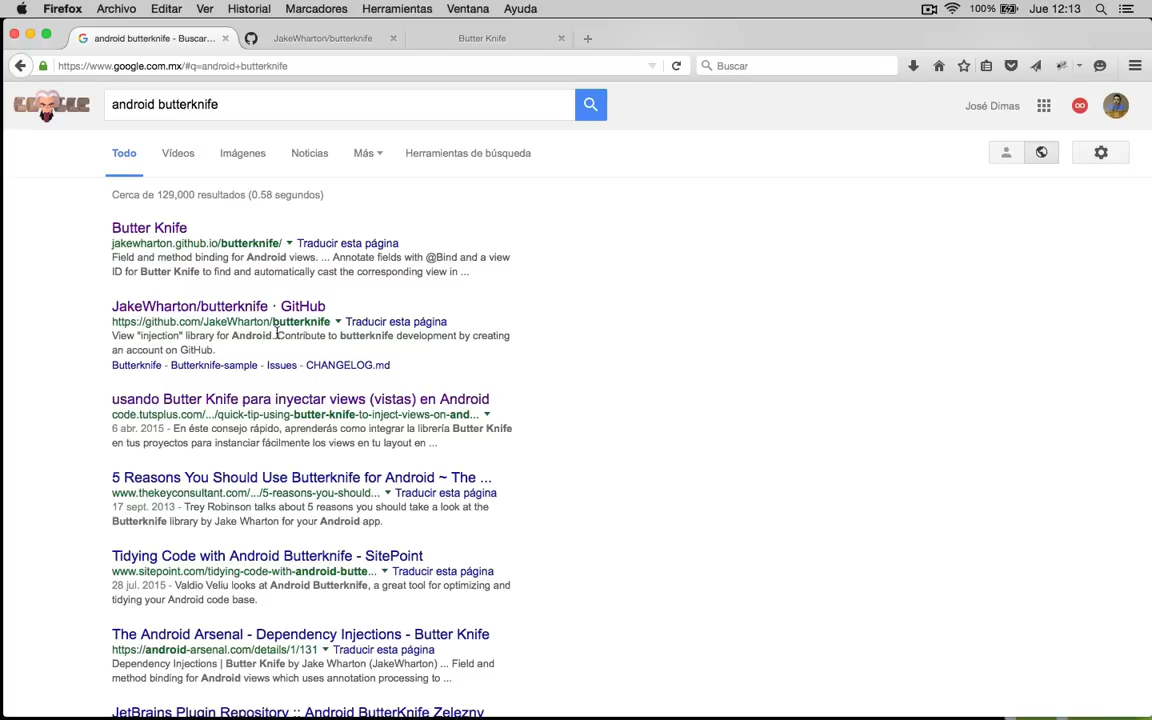 Firefox Archivo Editar Ver Historial Marcadores Herramientas Ventana Ayuda 100% Jue 12:13
android butterknife - Buscar... JakeWharton/butterknife Butter Knife
https://www.google.com.mx/#q=android+butterknife Buscar
android butterknife José Dimas
Todo Vídeos Imágenes Noticias Más Herramientas de búsqueda
Cerca de 129,000 resultados (0.58 segundos)
Butter Knife
jakewharton.github.io/butterknife/ Traducir esta página
Field and method binding for Android views. ... Annotate fields with @Bind and a view
ID for Butter Knife to find and automatically cast the corresponding view in ...
JakeWharton/butterknife · GitHub
https://github.com/JakeWharton/butterknife Traducir esta página
View "injection" library for Android. Contribute to butterknife development by creating
an account on GitHub.
Butterknife - Butterknife-sample - Issues - CHANGELOG.md
usando Butter Knife para inyectar views (vistas) en Android
code.tutsplus.com/.../quick-tip-using-butter-knife-to-inject-views-on-and...
6 abr. 2015 - En éste consejo rápido, aprenderás como integrar la librería Butter Knife
en tus proyectos para instanciar fácilmente los views en tu layout en ...
5 Reasons You Should Use Butterknife for Android ~ The ...
www.thekeyconsultant.com/.../5-reasons-you-should... Traducir esta página
17 sept. 2013 - Trey Robinson talks about 5 reasons you should take a look at the
Butterknife library by Jake Wharton for your Android app.
Tidying Code with Android Butterknife - SitePoint
www.sitepoint.com/tidying-code-with-android-butte... Traducir esta página
28 jul. 2015 - Valdio Veliu looks at Android Butterknife, a great tool for optimizing and
tidying your Android code base.
The Android Arsenal - Dependency Injections - Butter Knife
https://android-arsenal.com/details/1/131 Traducir esta página
Dependency Injections | Butter Knife by Jake Wharton (JakeWharton) ... Field and
method binding for Android views which uses annotation processing to ...
JetBrains Plugin Repository :: Android ButterKnife Zelezny